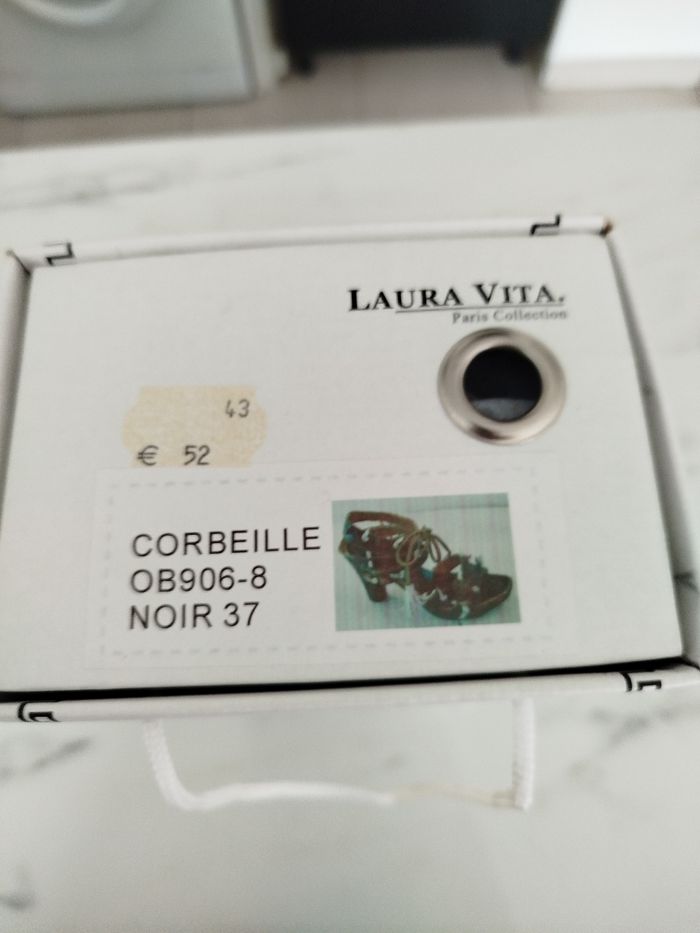 LAURA VITA.
Paris Collection
43
€ 52
CORBEILLE
OB906-8
NOIR 37